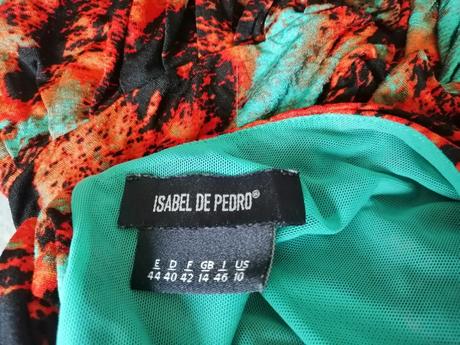 ISABEL DE PEDRO®
E D F GB I US
44 40 42 14 46 10